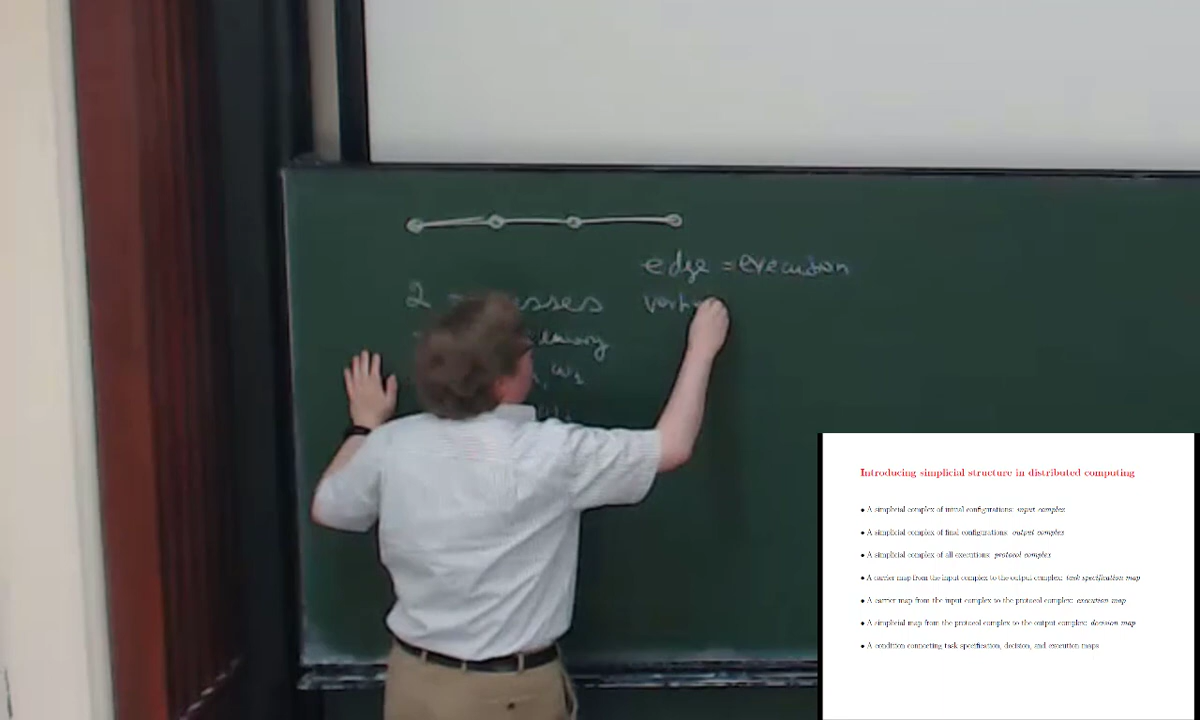 edge = execution
2
Introducing simplicial structure in distributed computing
• A simplicial complex of initial configurations: input complex
• A simplicial complex of final configurations: output complex
• A simplicial complex of all executions: protocol complex
• A carrier map from the input complex to the output complex: task specification map
• A carrier map from the input complex to the protocol complex: execution map
• A simplicial map from the protocol complex to the output complex: decision map
• A condition connecting task specification, decision, and execution maps